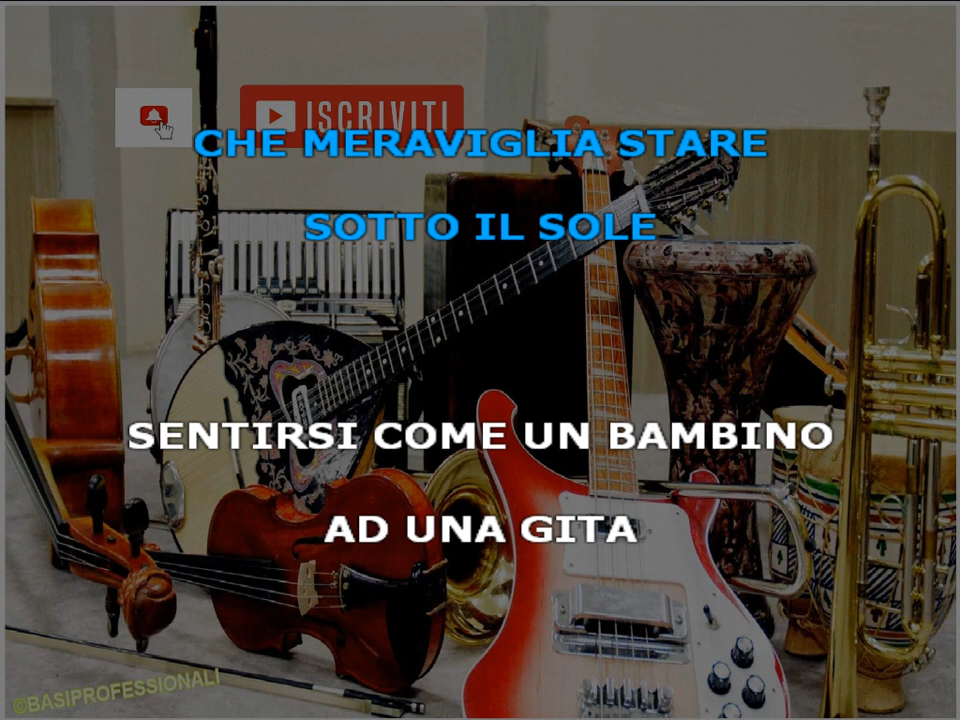 ISCRIVITI
CHE MERAVIGLIA STARE
SOTTO IL SOLE
SENTIRSI COME UN BAMBINO
AD UNA GITA
©BASIPROFESSIONALI